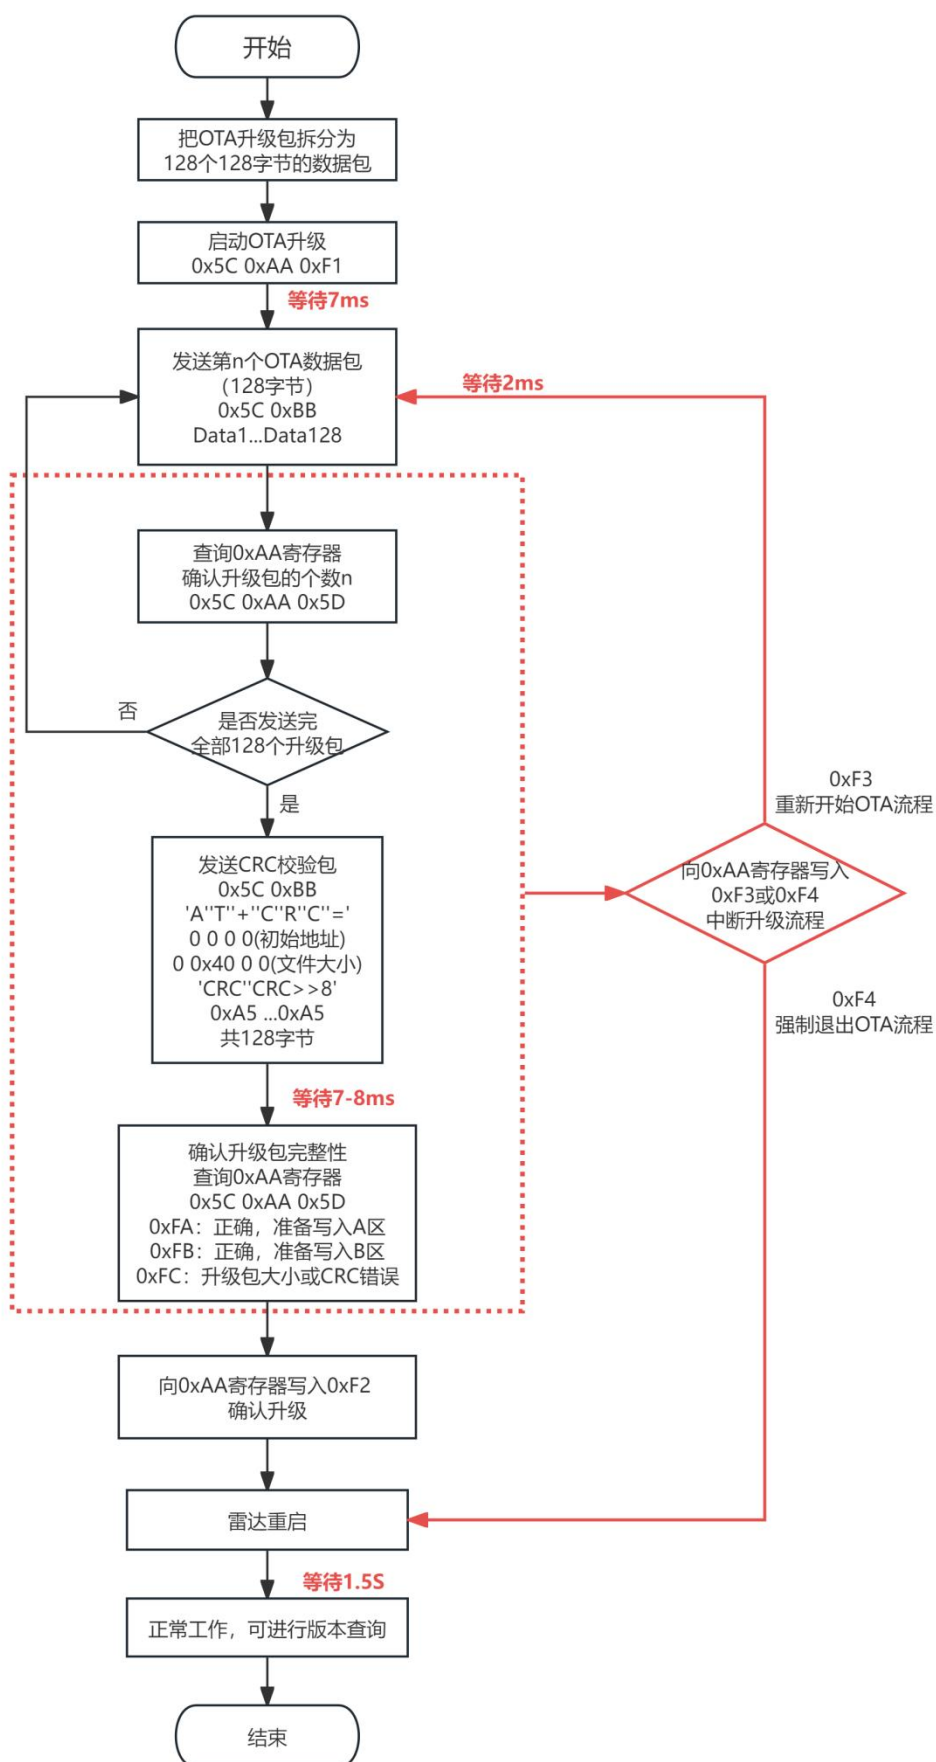 开始
把OTA升级包拆分为
128个128字节的数据包
启动OTA升级
0x5C 0xAA 0xF1
等待7ms
发送第n个OTA数据包
（128字节）
0x5C 0xBB
Data1...Data128
等待2ms
查询0xAA寄存器
确认升级包的个数n
0x5C 0xAA 0x5D
否
是否发送完
全部128个升级包
是
发送CRC校验包
0x5C 0xBB
'A''T''+''C''R''C''='
0 0 0 0(初始地址)
0 0x40 0 0(文件大小)
'CRC''CRC>>8'
0xA5 ...0xA5
共128字节
0xF3
重新开始OTA流程
向0xAA寄存器写入
0xF3或0xF4
中断升级流程
0xF4
强制退出OTA流程
等待7-8ms
确认升级包完整性
查询0xAA寄存器
0x5C 0xAA 0x5D
0xFA：正确，准备写入A区
0xFB：正确，准备写入B区
0xFC：升级包大小或CRC错误
向0xAA寄存器写入0xF2
确认升级
雷达重启
等待1.5S
正常工作，可进行版本查询
结束